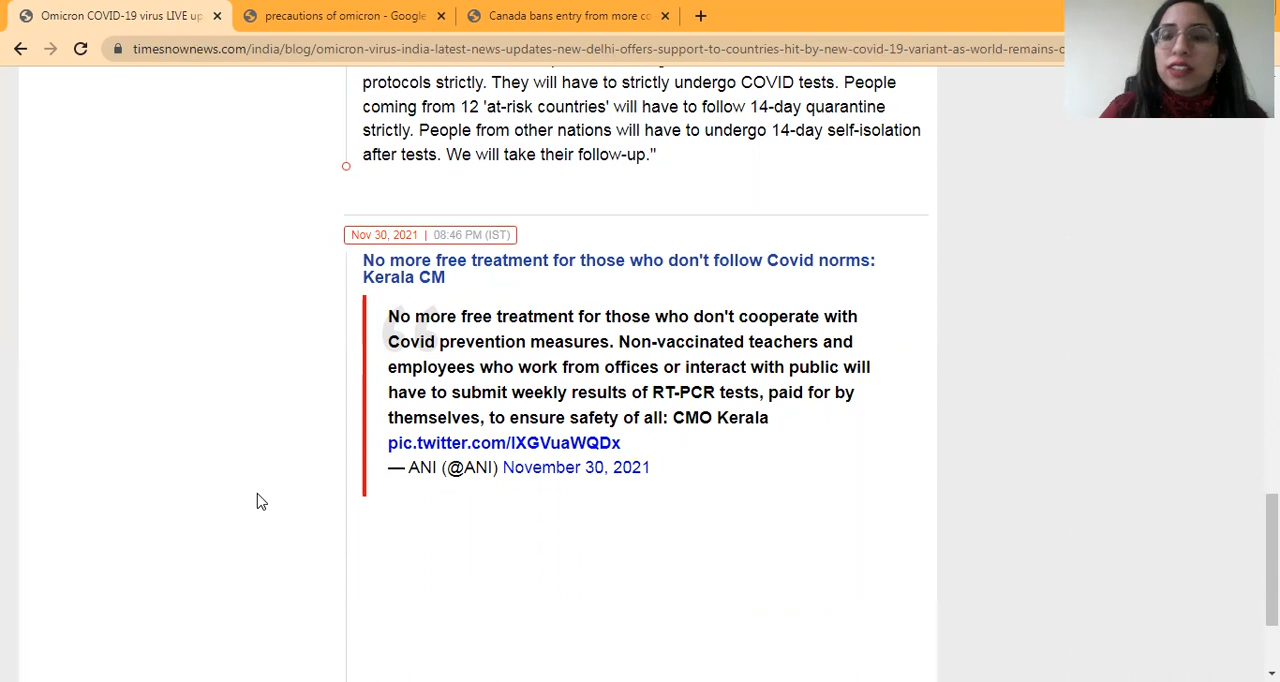 Omicron COVID-19 virus LIVE up
precautions of omicron - Google
Canada bans entry from more co
timesnownews.com/india/blog/omicron-virus-india-latest-news-updates-new-delhi-offers-support-to-countries-hit-by-new-covid-19-variant-as-world-remains-c
protocols strictly. They will have to strictly undergo COVID tests. People
coming from 12 'at-risk countries' will have to follow 14-day quarantine
strictly. People from other nations will have to undergo 14-day self-isolation
after tests. We will take their follow-up."
Nov 30, 2021 | 08:46 PM (IST)
No more free treatment for those who don't follow Covid norms:
Kerala CM
No more free treatment for those who don't cooperate with
Covid prevention measures. Non-vaccinated teachers and
employees who work from offices or interact with public will
have to submit weekly results of RT-PCR tests, paid for by
themselves, to ensure safety of all: CMO Kerala
pic.twitter.com/IXGVuaWQDx
— ANI (@ANI) November 30, 2021